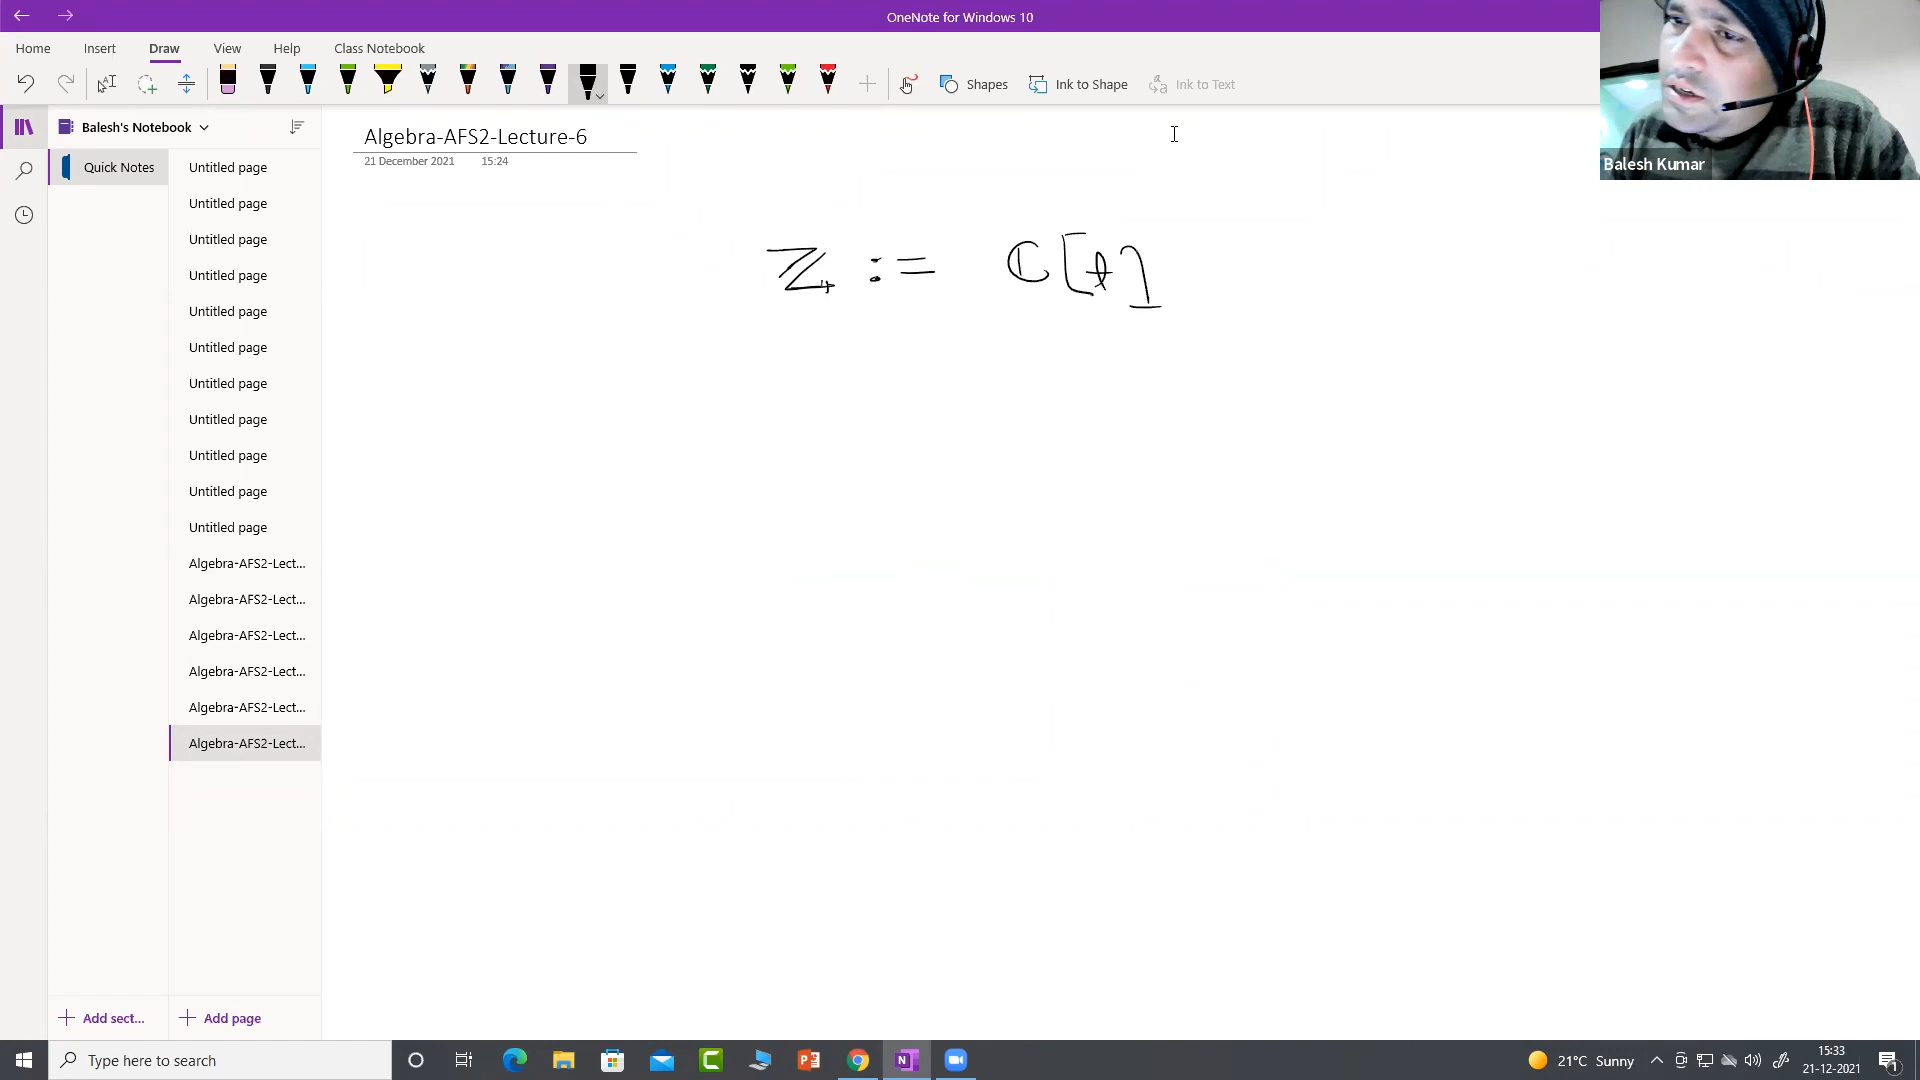 OneNote for Windows 10
Home Insert Draw View Help Class Notebook
Shapes Ink to Shape Ink to Text
Balesh Kumar
Balesh's Notebook
Quick Notes
Untitled page
Untitled page
Untitled page
Untitled page
Untitled page
Untitled page
Untitled page
Untitled page
Untitled page
Untitled page
Untitled page
Algebra-AFS2-Lect...
Algebra-AFS2-Lect...
Algebra-AFS2-Lect...
Algebra-AFS2-Lect...
Algebra-AFS2-Lect...
Algebra-AFS2-Lect...
Add sect...
Add page
Algebra-AFS2-Lecture-6
21 December 2021 15:24
:= ℂ[t]
Type here to search
21°C Sunny
15:33
21-12-2021
1